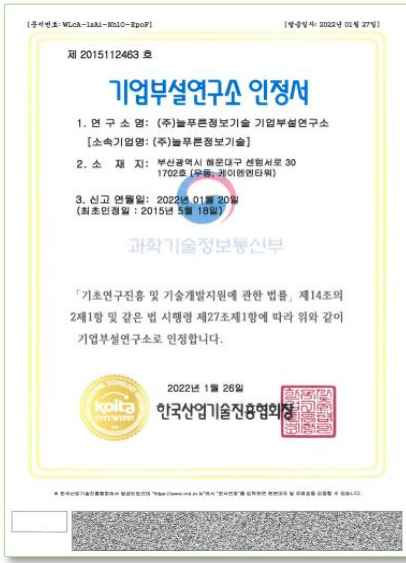 [문서번호: WLcA-IzAi-Nh1O-EpoF] [발급일자: 2022년 01월 27일]
제 2015112463 호
기업부설연구소 인정서
1. 연 구 소 명: (주)늘푸른정보기술 기업부설연구소
[소속기업명: (주)늘푸른정보기술]
2. 소 재 지: 부산광역시 해운대구 센텀서로 30
1702호 (우동, 케이엔엔타워)
3. 신고 연월일: 2022년 01월 20일
(최초인정일 : 2015년 5월 18일)
과학기술정보통신부
「기초연구진흥 및 기술개발지원에 관한 법률」 제14조의
2제1항 및 같은 법 시행령 제27조제1항에 따라 위와 같이
기업부설연구소로 인정합니다.
2022년 1월 26일
koita
한국산업기술진흥협회장